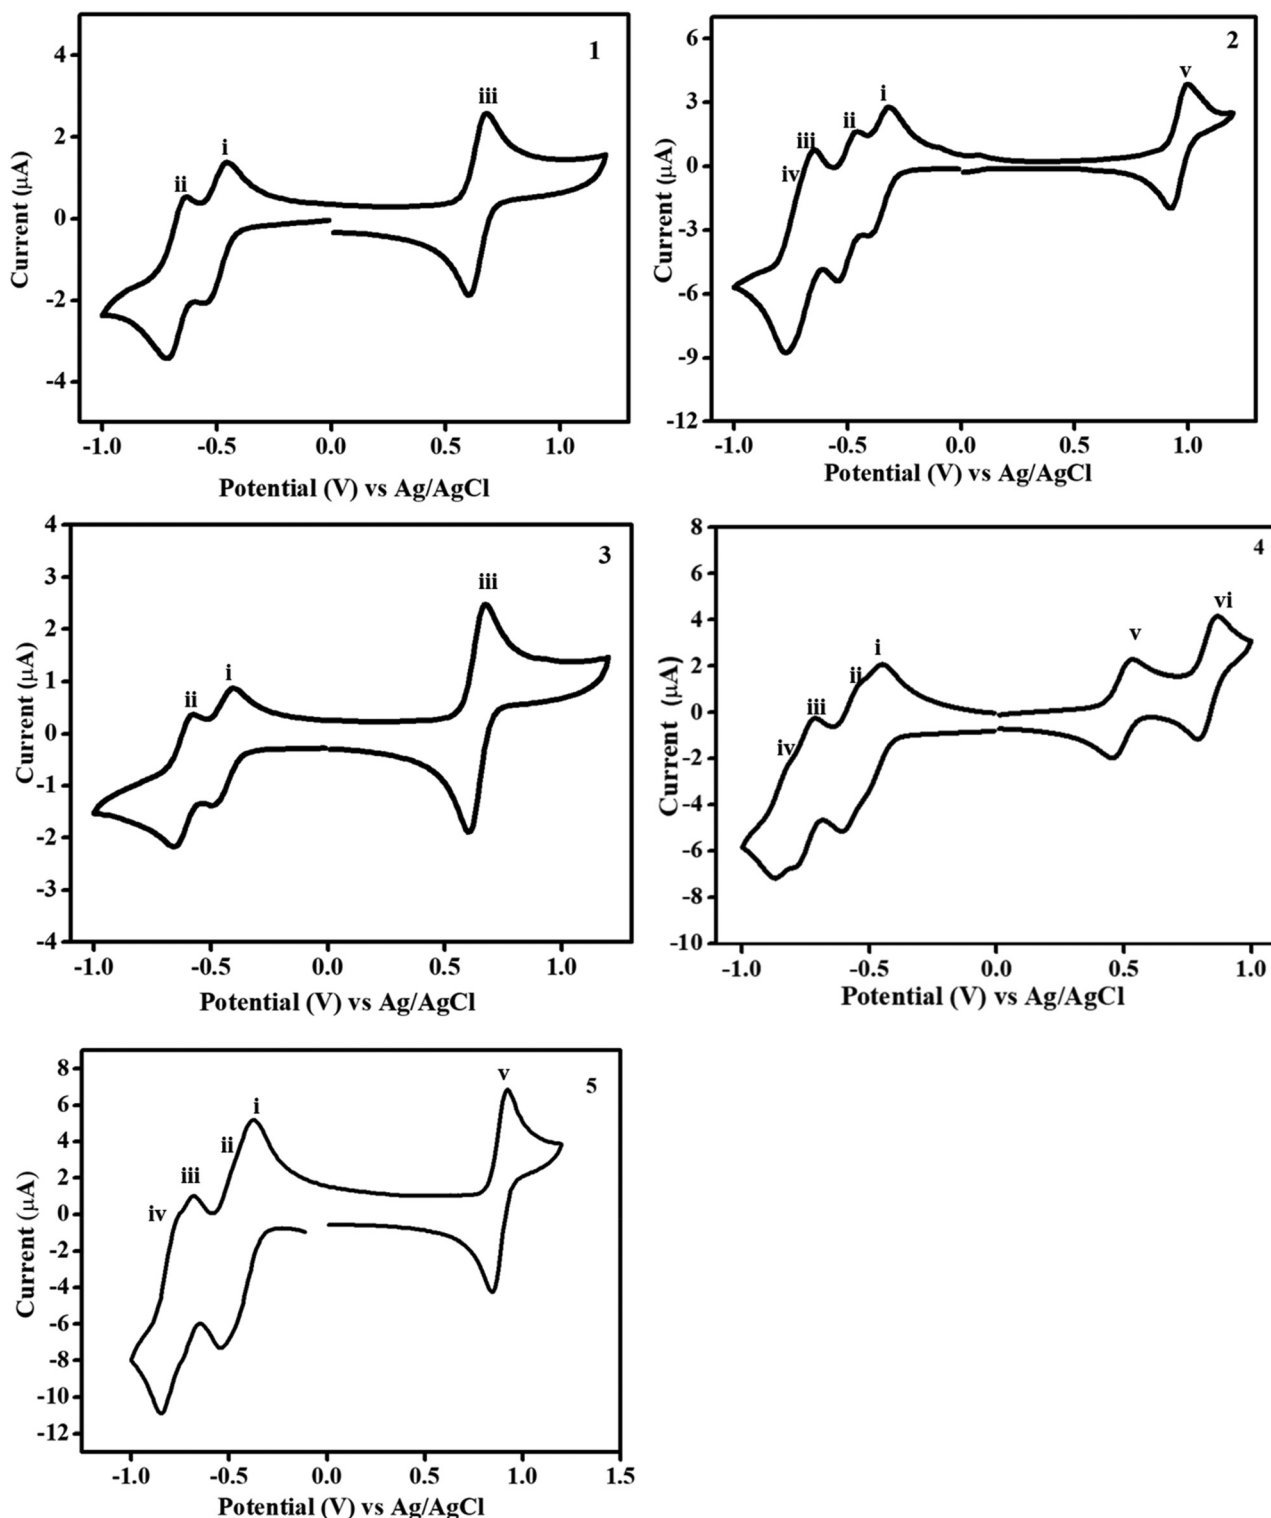 1
4
2
0
-2
-4
i
ii
iii
Current (μA)
-1.0 -0.5 0.0 0.5 1.0
Potential (V) vs Ag/AgCl
2
6
3
0
-3
-6
-9
-12
i
ii
iii
iv
v
Current (μA)
-1.0 -0.5 0.0 0.5 1.0
Potential (V) vs Ag/AgCl
3
4
3
2
1
0
-1
-2
-3
-4
i
ii
iii
Current (μA)
-1.0 -0.5 0.0 0.5 1.0
Potential (V) vs Ag/AgCl
4
8
6
4
2
0
-2
-4
-6
-8
-10
i
ii
iii
iv
v
vi
Current (μA)
-1.0 -0.5 0.0 0.5 1.0
Potential (V) vs Ag/AgCl
5
8
6
4
2
0
-2
-4
-6
-8
-10
-12
i
ii
iii
iv
v
Current (μA)
-1.0 -0.5 0.0 0.5 1.0 1.5
Potential (V) vs Ag/AgCl